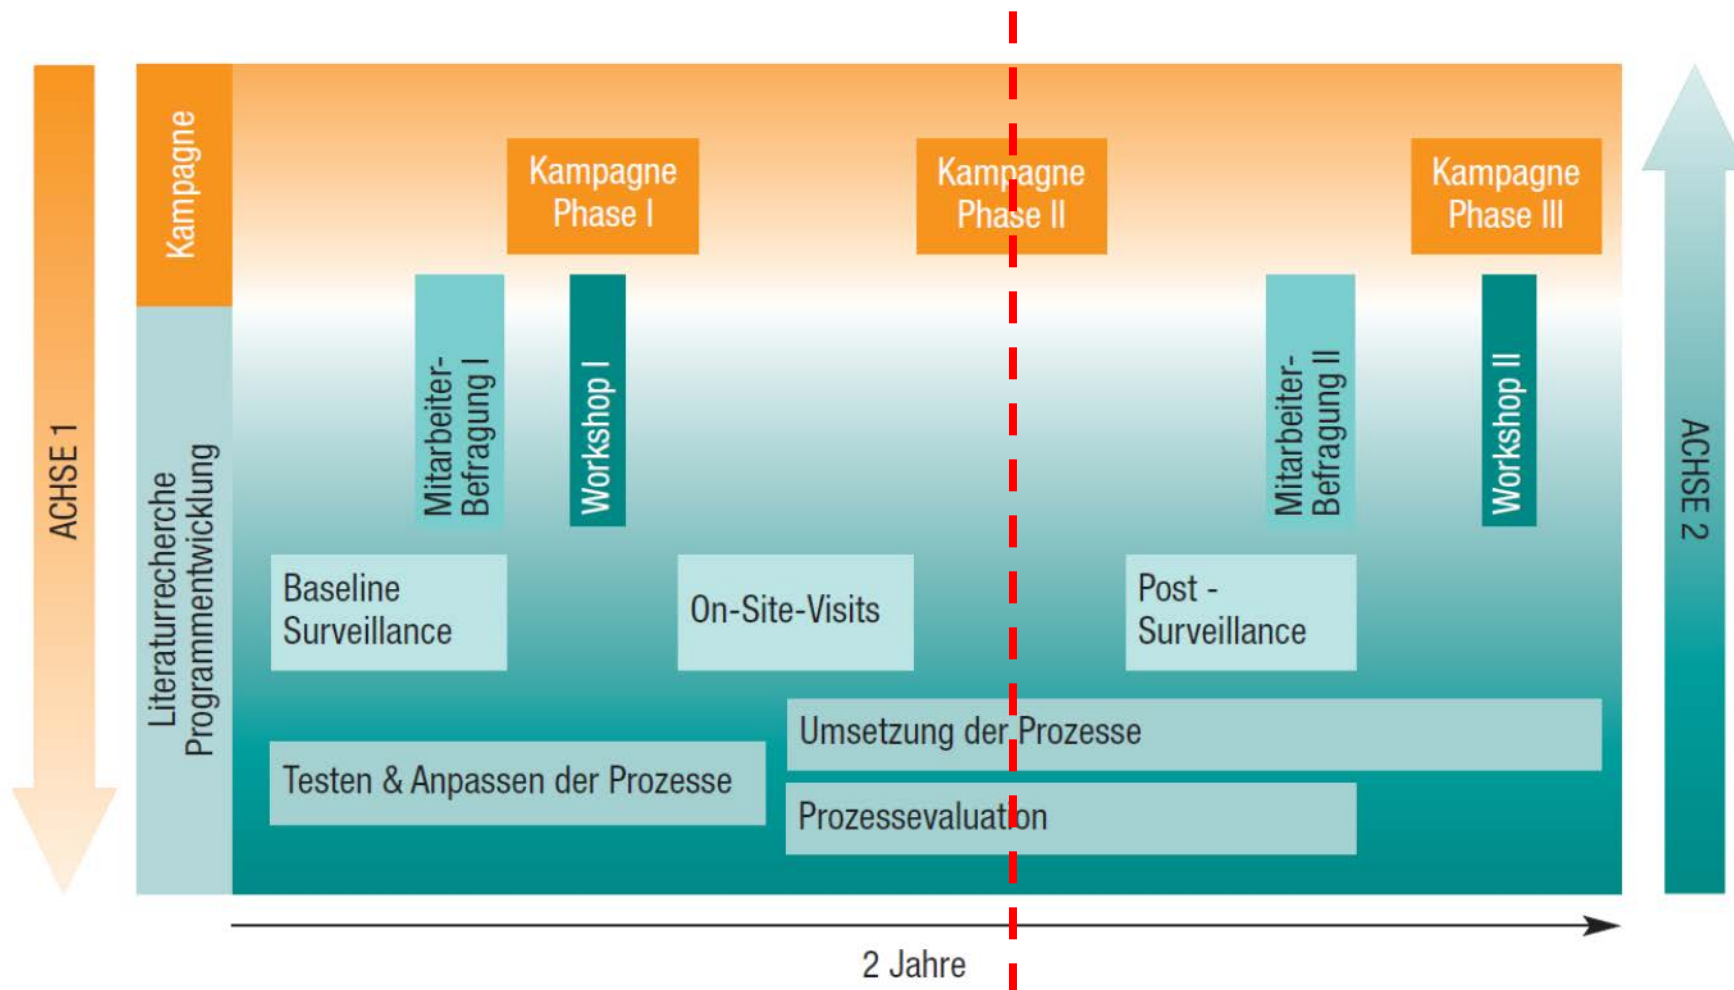 ACHSE 1
Kampagne
Kampagne
Phase I
Kampagne
Phase II
Kampagne
Phase III
Literaturrecherche
Programmentwicklung
Mitarbeiter-
Befragung I
Workshop I
Mitarbeiter-
Befragung II
Workshop II
Baseline
Surveillance
On-Site-Visits
Post -
Surveillance
Umsetzung der Prozesse
Testen & Anpassen der Prozesse
Prozessevaluation
2 Jahre
ACHSE 2